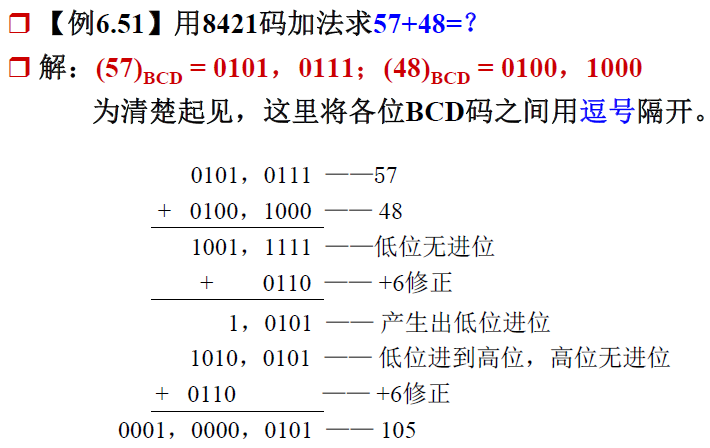 【例6.51】用8421码加法求57+48=?
解：(57)BCD = 0101，0111；(48)BCD = 0100，1000
为清楚起见，这里将各位BCD码之间用逗号隔开。
0101，0111 ——57
+ 0100，1000 —— 48
1001，1111 ——低位无进位
+ 0110 —— +6修正
1，0101 —— 产生出低位进位
1010，0101 —— 低位进到高位，高位无进位
+ 0110 —— +6修正
0001，0000，0101 —— 105